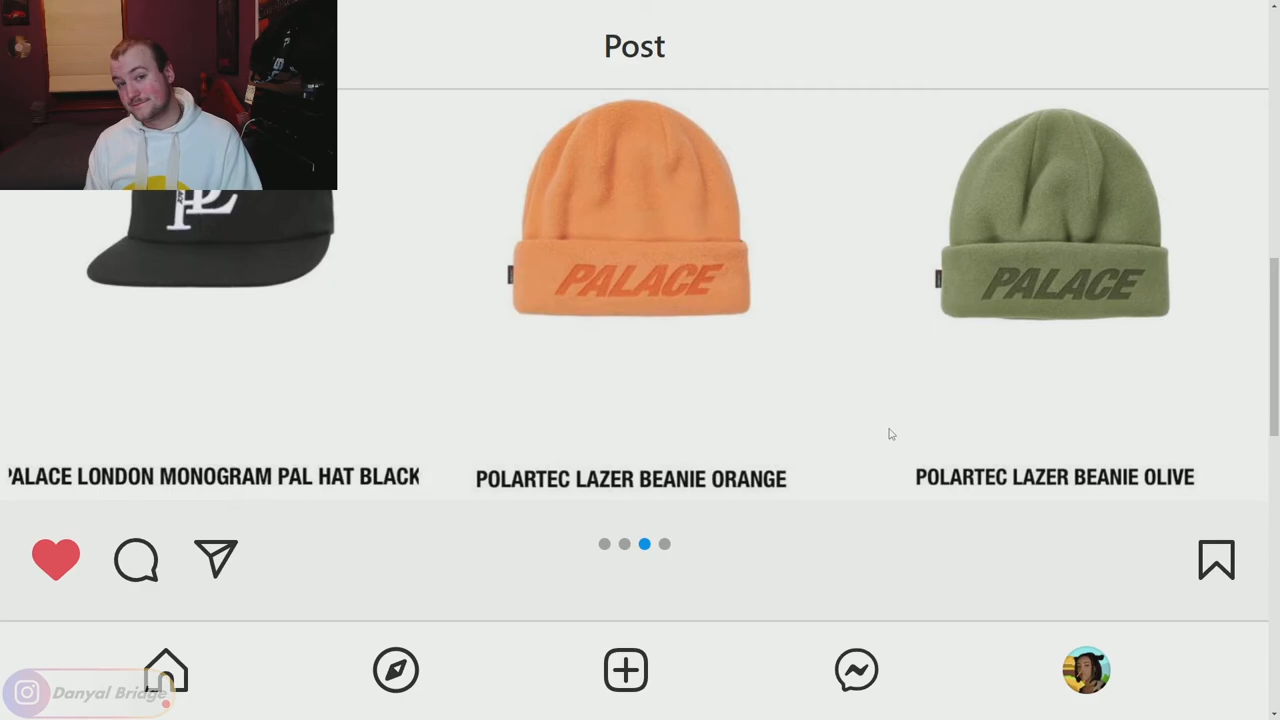 Post
PL
PALACE
PALACE
PALACE LONDON MONOGRAM PAL HAT BLACK
POLARTEC LAZER BEANIE ORANGE
POLARTEC LAZER BEANIE OLIVE
Danyal Bridge